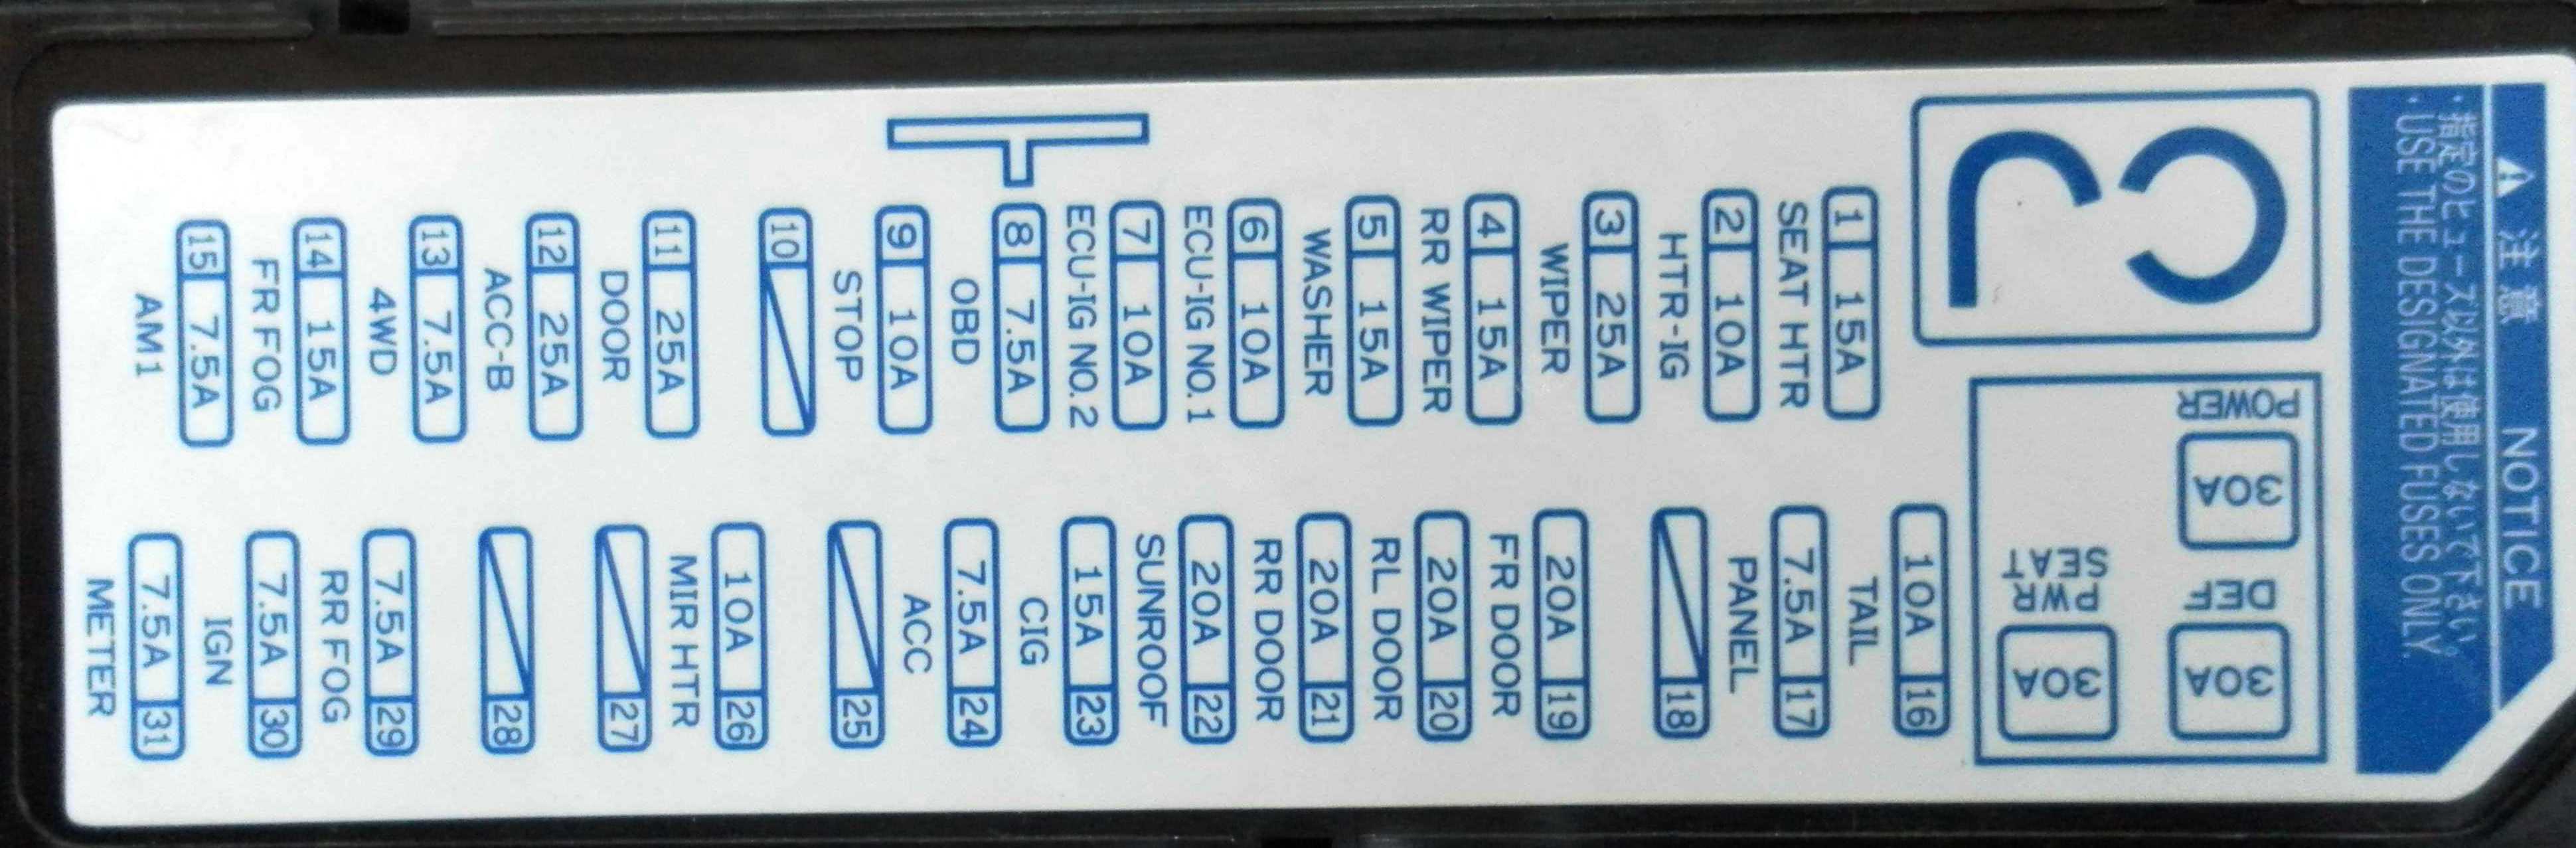 ⚠ 注意 NOTICE
・指定のヒューズ以外は使用しないで下さい。
・USE THE DESIGNATED FUSES ONLY.
POWER
30A
DEF
30A
PWR
SEAT
30A
1 15A
SEAT HTR
2 10A
HTR-IG
3 25A
WIPER
4 15A
RR WIPER
5 15A
WASHER
6 10A
ECU-IG NO.1
7 10A
ECU-IG NO.2
8 7.5A
OBD
9 10A
STOP
10
11 25A
DOOR
12 25A
ACC-B
13 7.5A
4WD
14 15A
FR FOG
15 7.5A
AM1
10A 16
TAIL
7.5A 17
PANEL
18
20A 19
FR DOOR
20A 20
RL DOOR
20A 21
RR DOOR
20A 22
SUNROOF
15A 23
CIG
7.5A 24
ACC
25
10A 26
MIR HTR
27
28
7.5A 29
RR FOG
7.5A 30
IGN
7.5A 31
METER